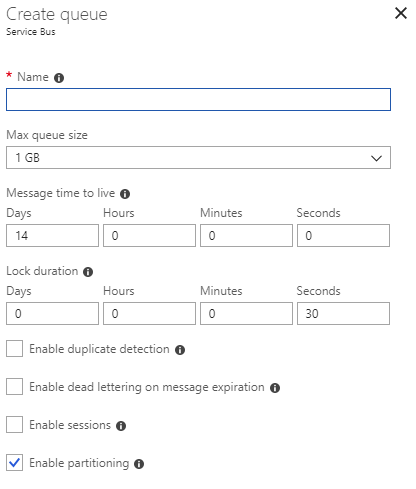 Create queue
Service Bus
* Name
Max queue size
1 GB
Message time to live
Days Hours Minutes Seconds
14 0 0 0
Lock duration
Days Hours Minutes Seconds
0 0 0 30
Enable duplicate detection
Enable dead lettering on message expiration
Enable sessions
Enable partitioning